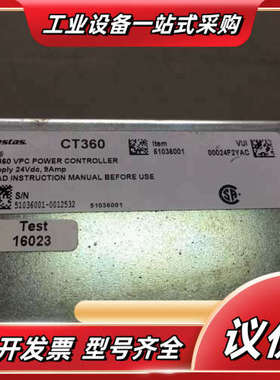 工业设备一站式采购
estas
CT360
Item
51036001
VUI
00024F2YAC
360 VPC POWER CONTROLLER
pply 24Vdc, 9Amp
AD INSTRUCTION MANUAL BEFORE USE
S/N
51036001-0012532
51036001
Test
16023
开发票 型号齐全
议价